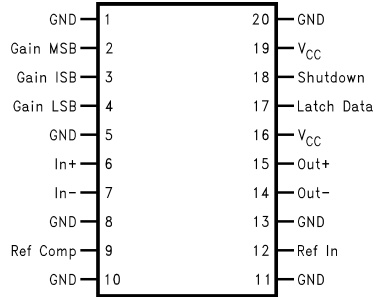 GND 1 20 GND
Gain MSB 2 19 VCC
Gain ISB 3 18 Shutdown
Gain LSB 4 17 Latch Data
GND 5 16 VCC
In+ 6 15 Out+
In- 7 14 Out-
GND 8 13 GND
Ref Comp 9 12 Ref In
GND 10 11 GND